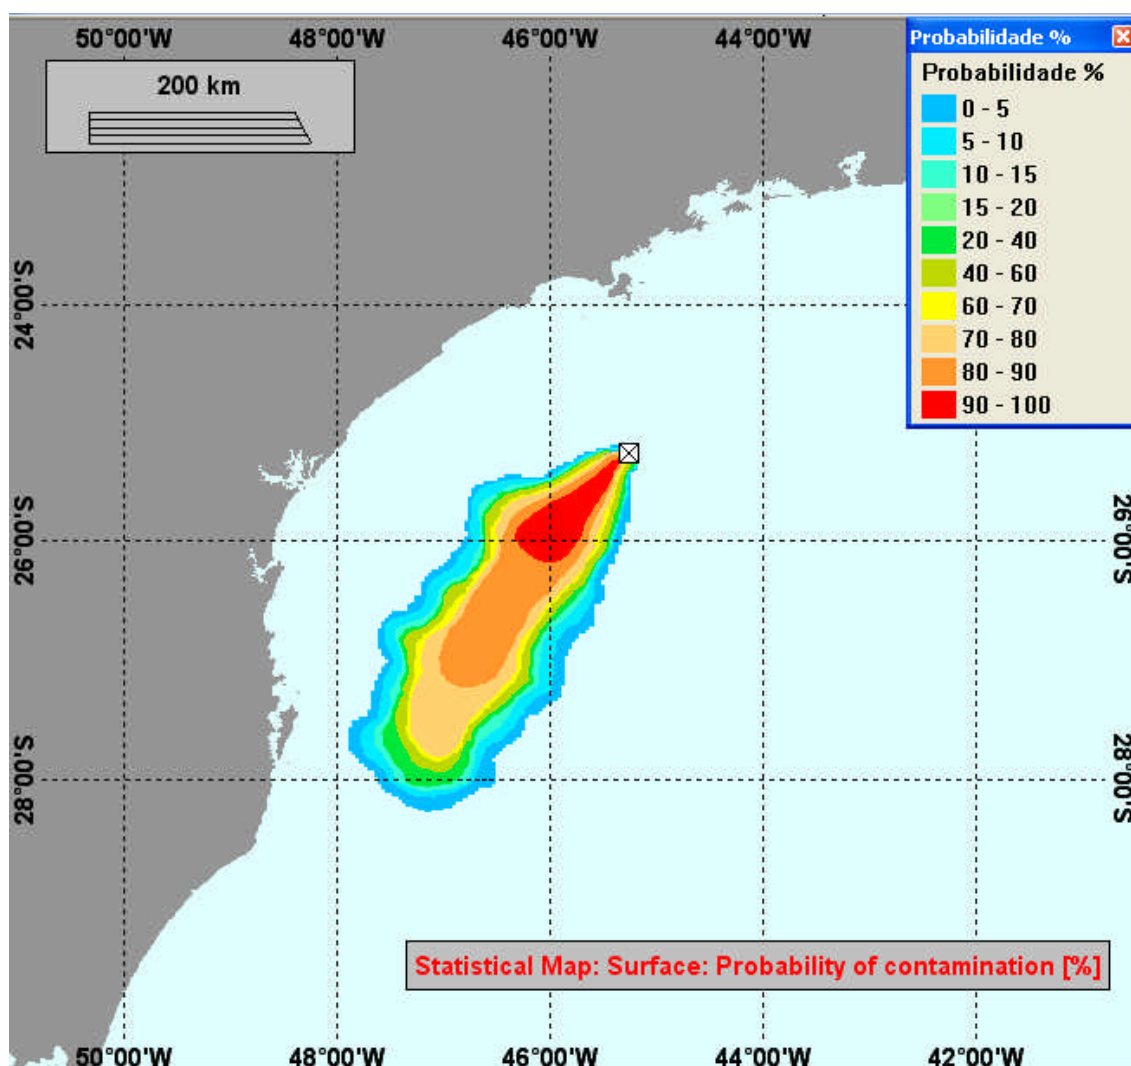 50°00'W 48°00'W 46°00'W 44°00'W
Probabilidade %
200 km
Probabilidade %
0 - 5
5 - 10
10 - 15
15 - 20
20 - 40
40 - 60
60 - 70
70 - 80
80 - 90
90 - 100
24°00'S
26°00'S
26°00'S
28°00'S
28°00'S
Statistical Map: Surface: Probability of contamination [%]
50°00'W 48°00'W 46°00'W 44°00'W 42°00'W